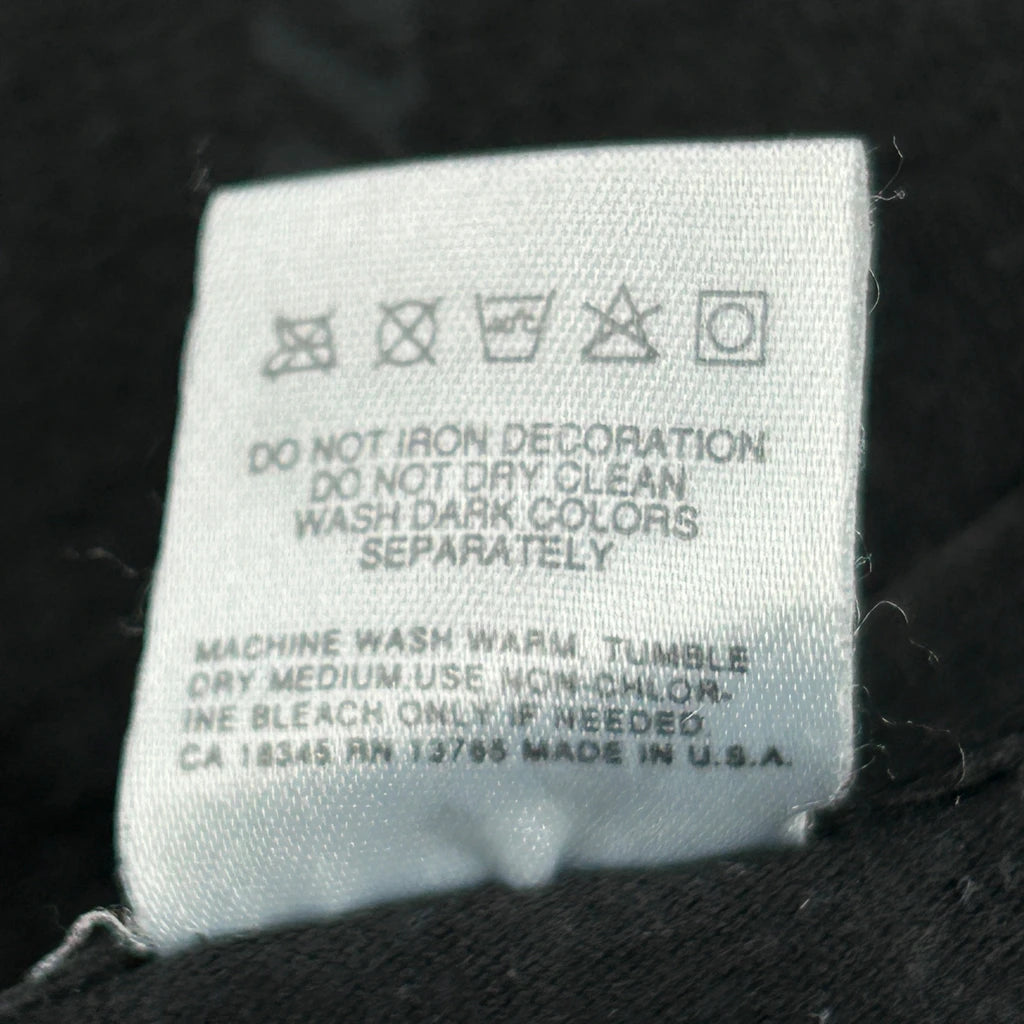 40°C
DO NOT IRON DECORATION
DO NOT DRY CLEAN
WASH DARK COLORS
SEPARATELY
MACHINE WASH WARM, TUMBLE
DRY MEDIUM.USE NON-CHLOR-
INE BLEACH ONLY IF NEEDED.
CA 18345 RN 13765 MADE IN U.S.A.